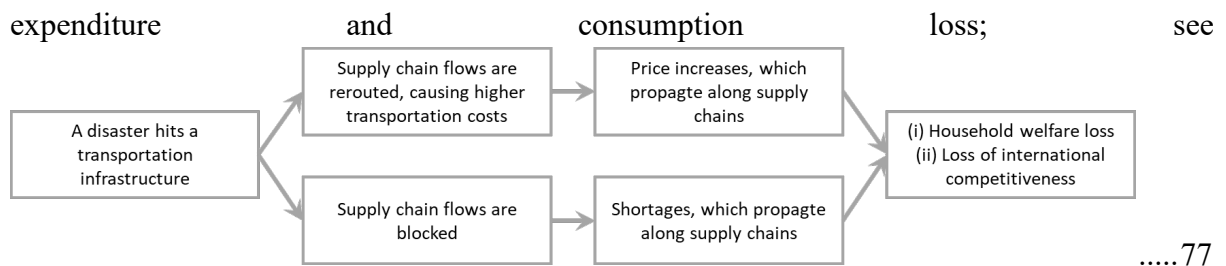 expenditure and consumption loss; see
A disaster hits a
transportation
infrastructure
Supply chain flows are
rerouted, causing higher
transportation costs
Price increases, which
propagte along supply
chains
Supply chain flows are
blocked
Shortages, which propagte
along supply chains
(i) Household welfare loss
(ii) Loss of international
competitiveness
.....77